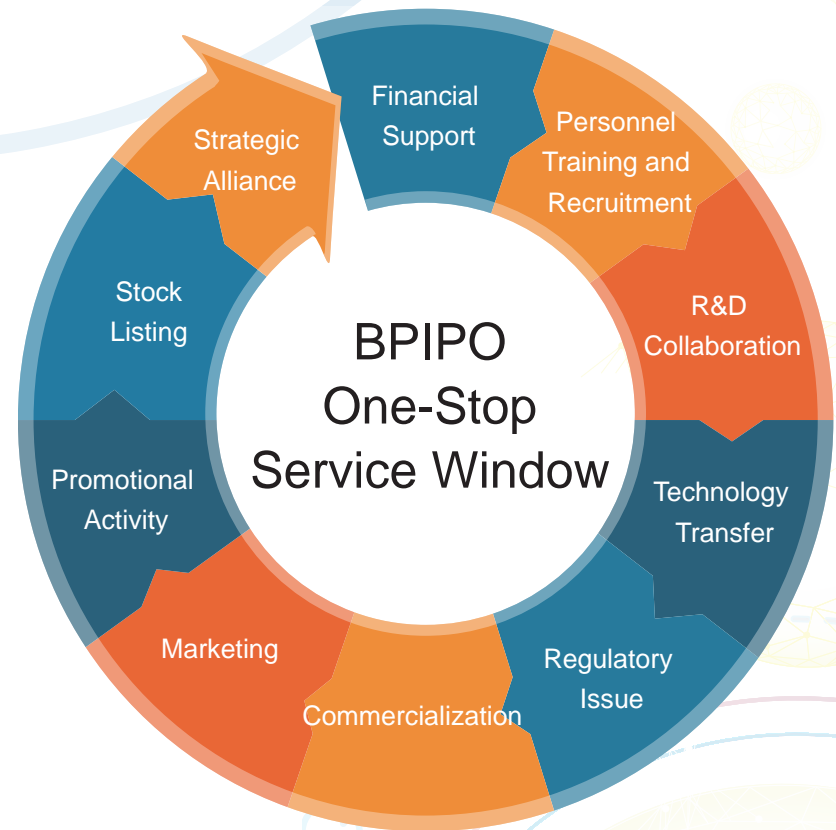 Financial
Support
Personnel
Training and
Recruitment
R&D
Collaboration
Technology
Transfer
Regulatory
Issue
Commercialization
Marketing
Promotional
Activity
Stock
Listing
Strategic
Alliance
BPIPO
One-Stop
Service Window